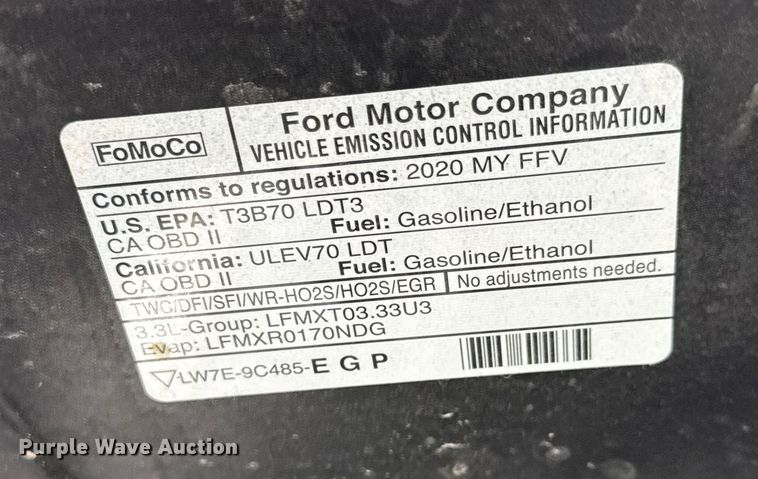 FoMoCo
Ford Motor Company
VEHICLE EMISSION CONTROL INFORMATION
Conforms to regulations: 2020 MY FFV
U.S. EPA: T3B70 LDT3
CA OBD II Fuel: Gasoline/Ethanol
California: ULEV70 LDT
CA OBD II Fuel: Gasoline/Ethanol
TWC/DFI/SFI/WR-HO2S/HO2S/EGR No adjustments needed.
3.3L-Group: LFMXT03.33U3
Evap: LFMXR0170NDG
LW7E-9C485-E G P
Purple Wave Auction